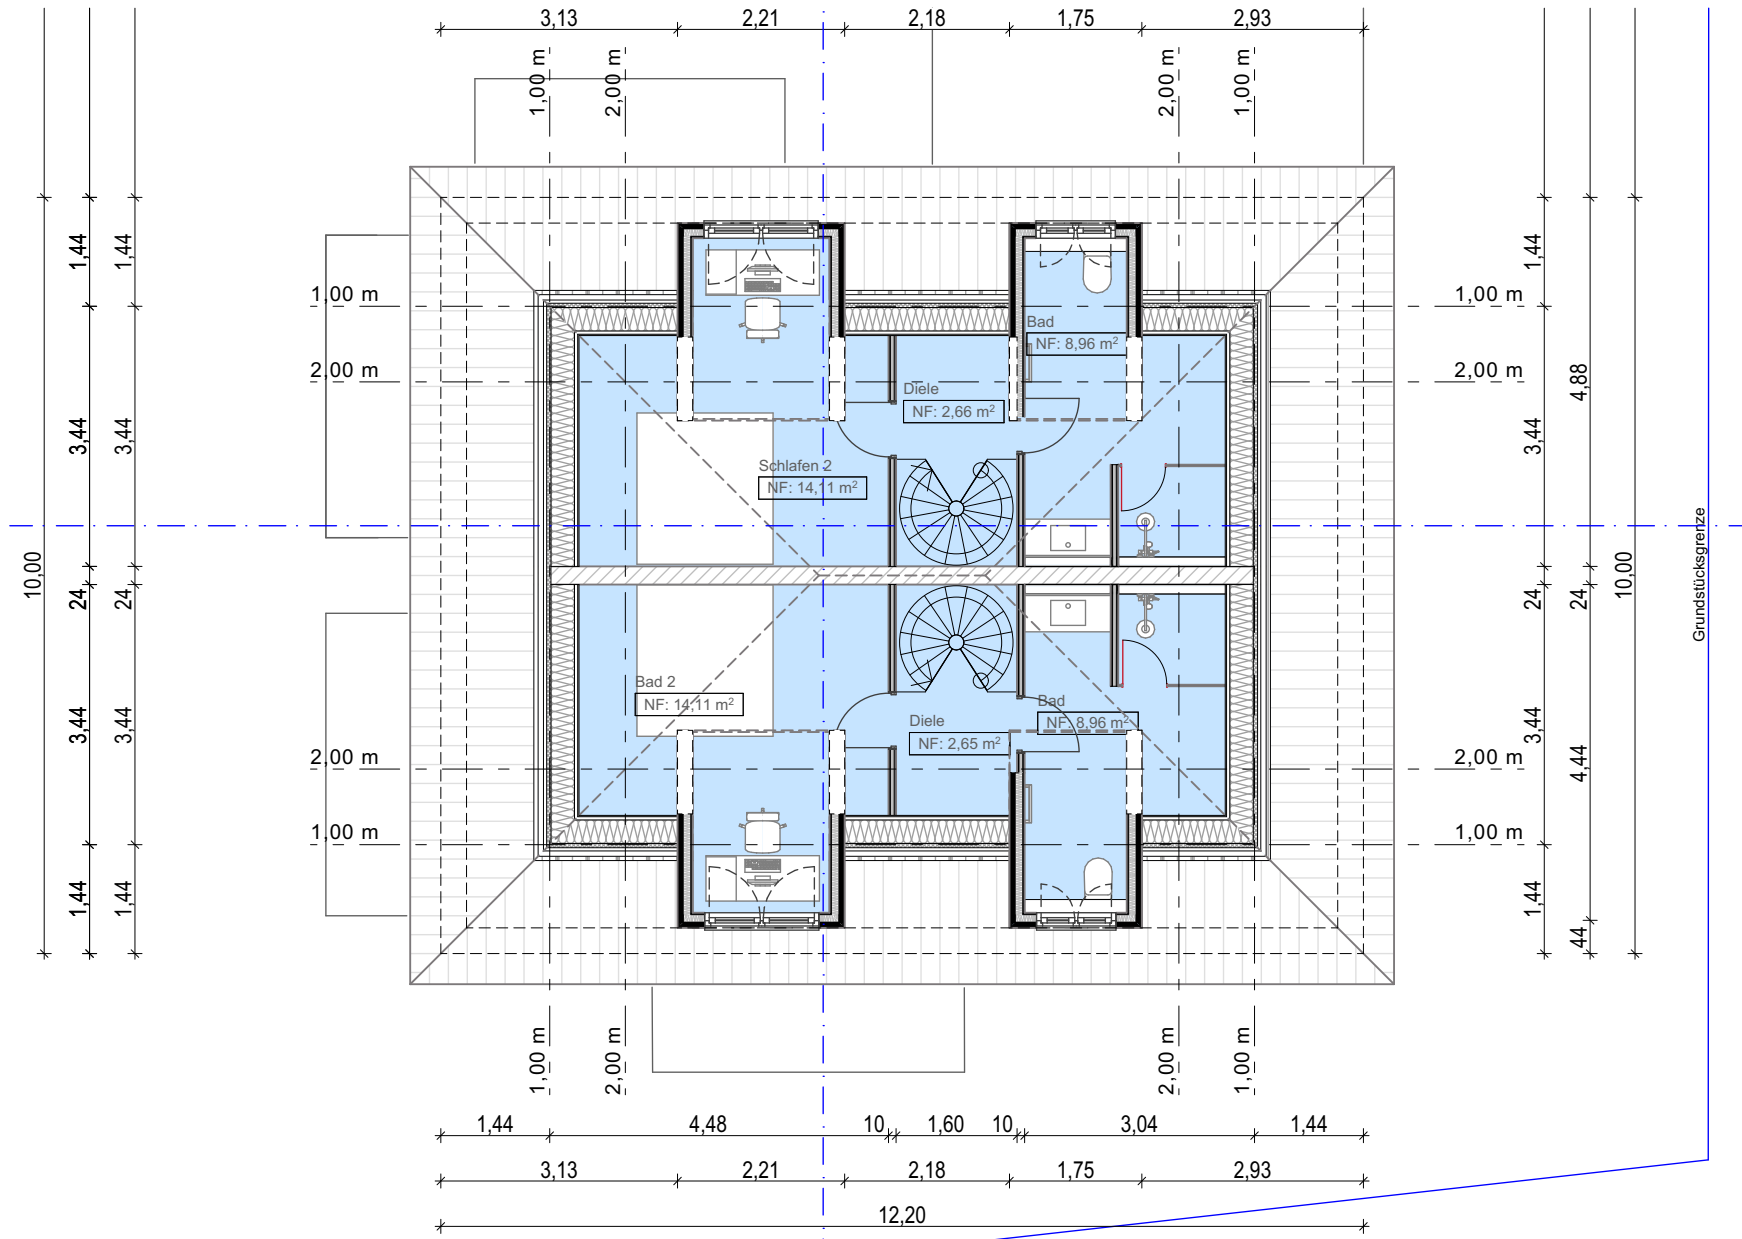 3,13 2,21 2,18 1,75 2,93
1,00 m 2,00 m 2,00 m 1,00 m
1,44 1,44 1,44
1,00 m 1,00 m
Bad
NF: 8,96 m²
2,00 m 2,00 m
4,88
Diele
NF: 2,66 m²
3,44 3,44 3,44
Schlafen 2
NF: 14,11 m²
Grundstücksgrenze
10,00 24 24 24 24 10,00
Bad 2
NF: 14,11 m²
Bad
NF: 8,96 m²
Diele
NF: 2,65 m²
3,44 3,44 3,44
4,44
2,00 m 2,00 m
1,00 m 1,00 m
1,44 1,44 1,44
44
1,00 m 2,00 m 2,00 m 1,00 m
1,44 4,48 10 1,60 10 3,04 1,44
3,13 2,21 2,18 1,75 2,93
12,20